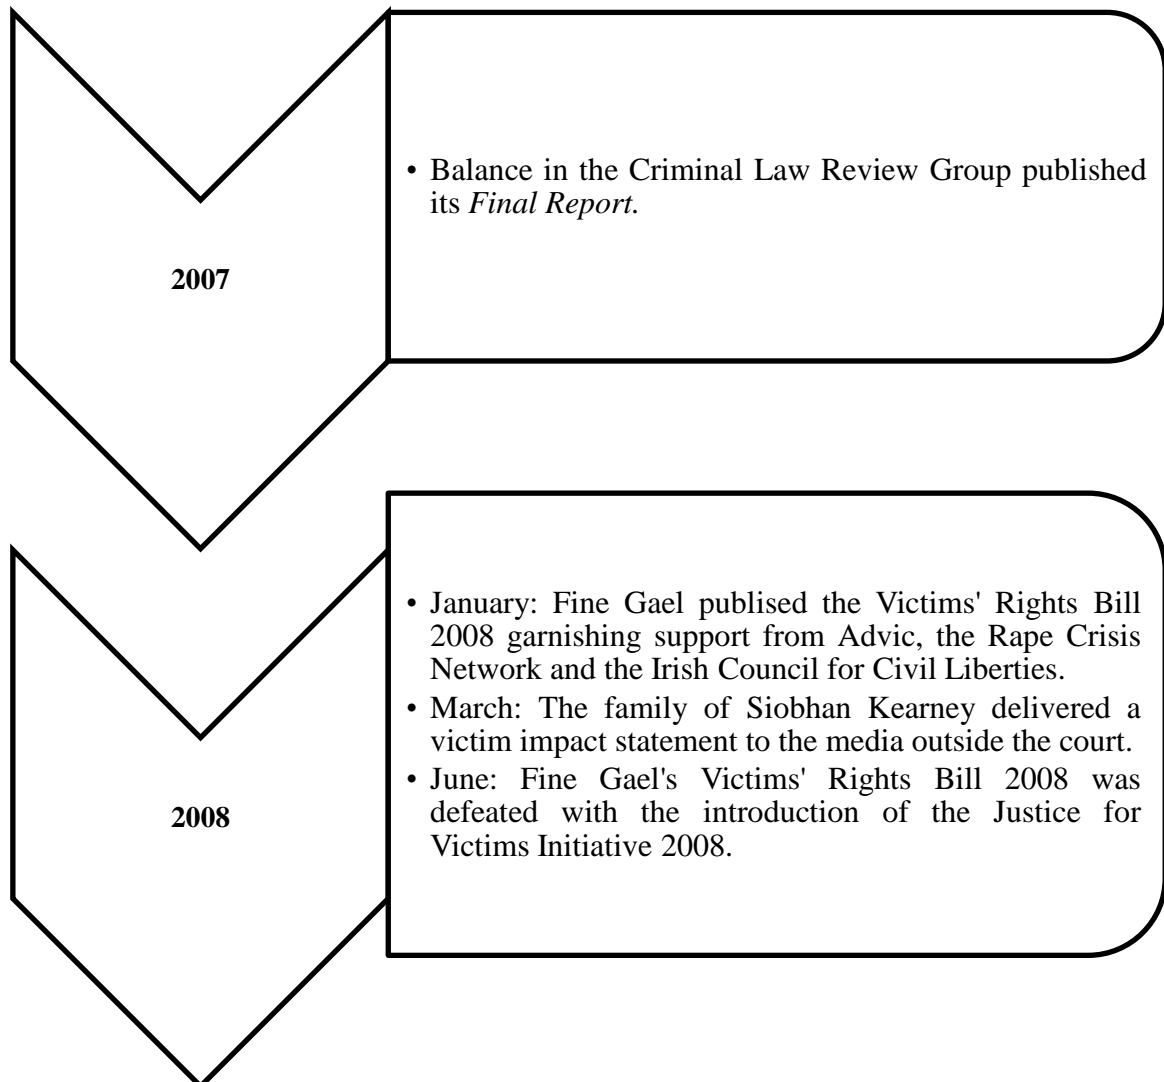 2007
• Balance in the Criminal Law Review Group published
its Final Report.
2008
• January: Fine Gael publised the Victims' Rights Bill
2008 garnishing support from Advic, the Rape Crisis
Network and the Irish Council for Civil Liberties.
• March: The family of Siobhan Kearney delivered a
victim impact statement to the media outside the court.
• June: Fine Gael's Victims' Rights Bill 2008 was
defeated with the introduction of the Justice for
Victims Initiative 2008.